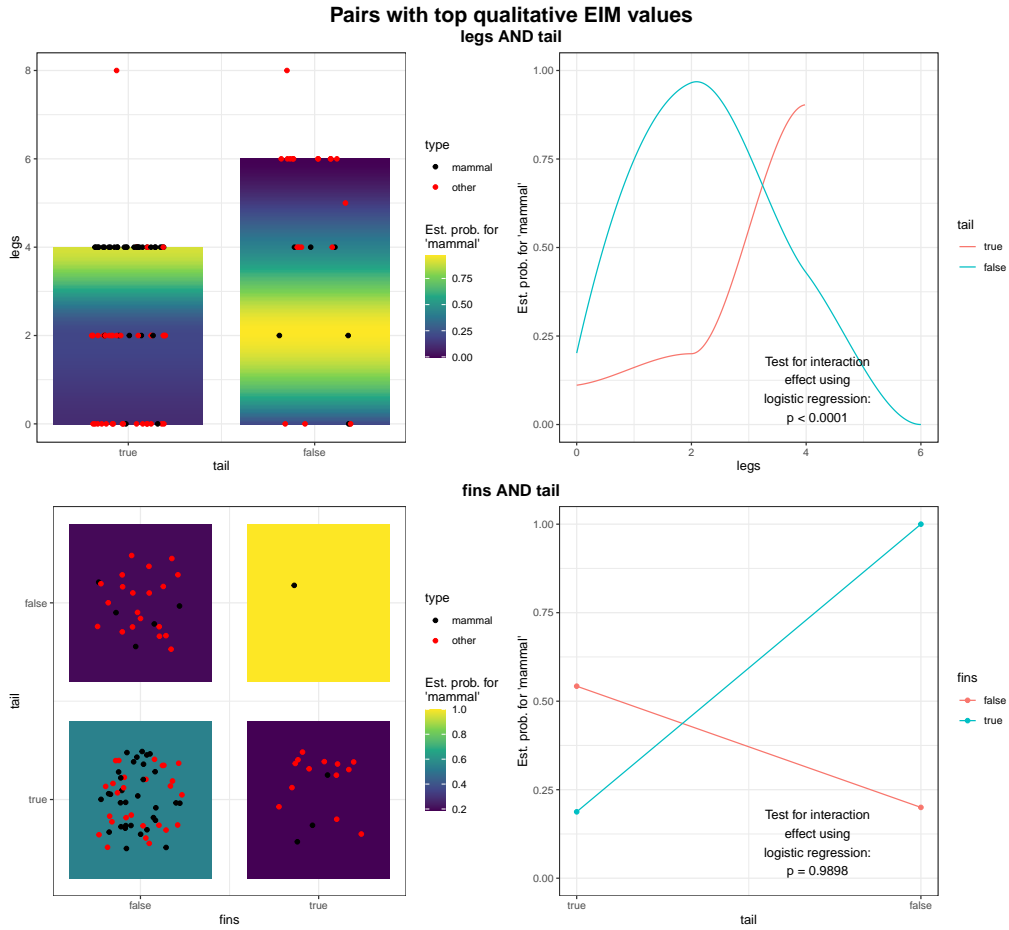 Pairs with top qualitative EIM values
legs AND tail
8
6
4
2
0
legs
true
false
tail
type
mammal
other
Est. prob. for
'mammal'
0.75
0.50
0.25
0.00
1.00
0.75
0.50
0.25
0.00
Est. prob. for 'mammal'
0
2
4
6
legs
Test for interaction
effect using
logistic regression:
p < 0.0001
tail
true
false
fins AND tail
false
true
tail
false
true
fins
type
mammal
other
Est. prob. for
'mammal'
1.0
0.8
0.6
0.4
0.2
1.00
0.75
0.50
0.25
0.00
Est. prob. for 'mammal'
true
false
tail
Test for interaction
effect using
logistic regression:
p = 0.9898
fins
false
true